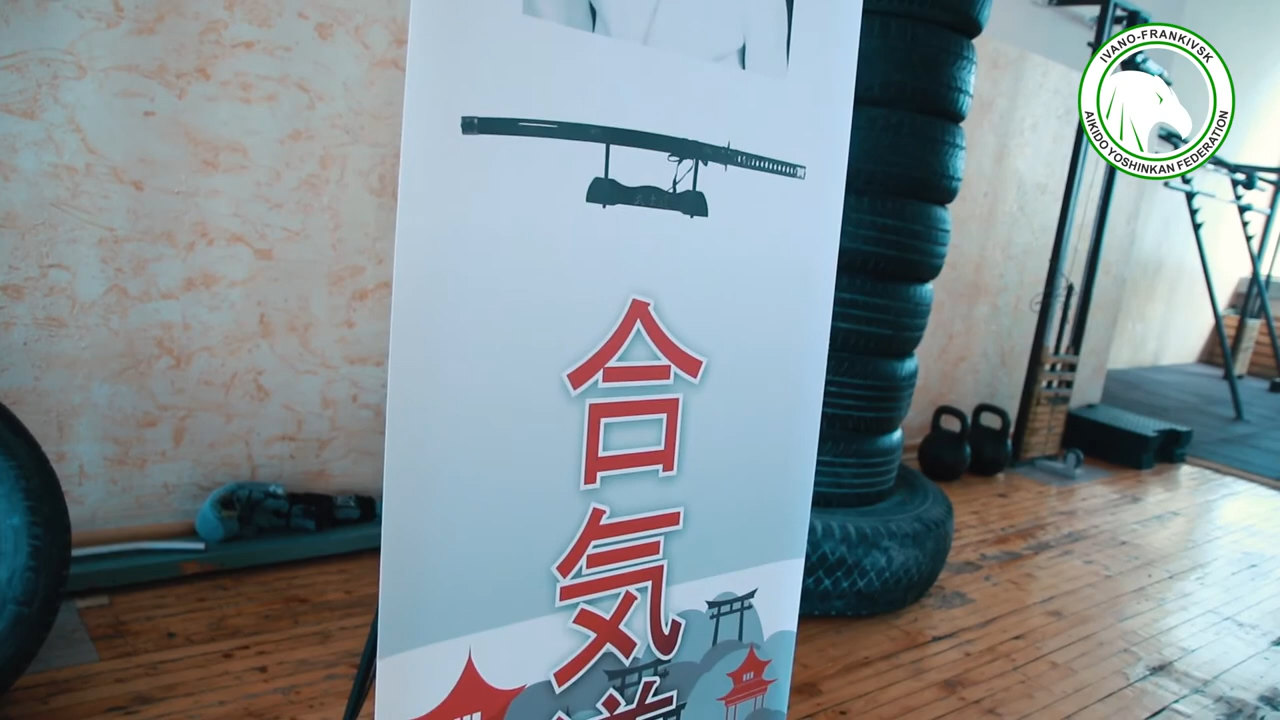 合
気
IVANO-FRANKIVSK
AIKIDO YOSHINKAN FEDERATION